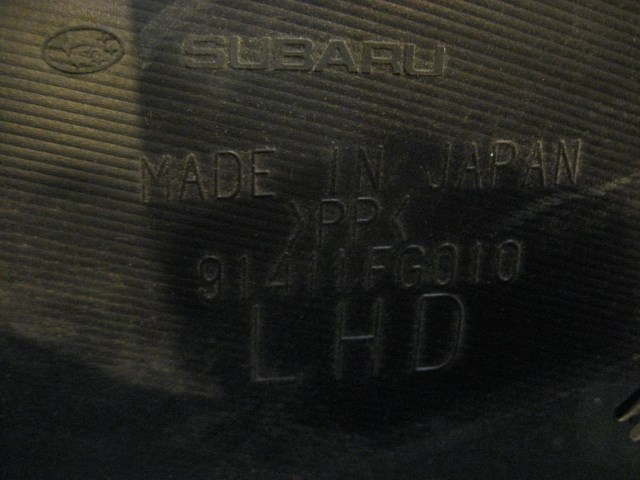 SUBARU
MADE IN JAPAN
>PP<
91411FG010
LHD